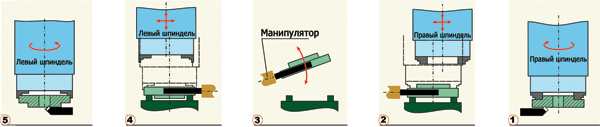 Левый шпиндель
5
Левый шпиндель
4
Манипулятор
3
Правый шпиндель
2
Правый шпиндель
1